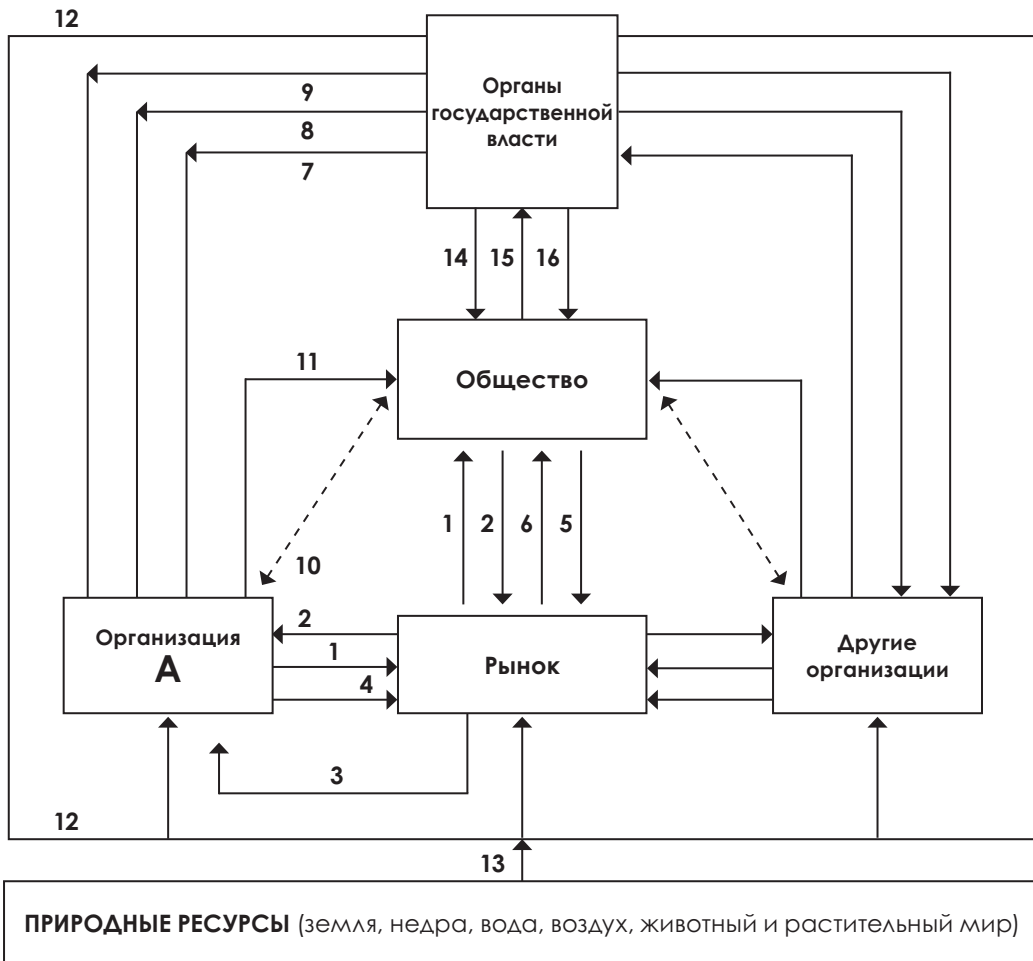 12
Органы
государственной
власти
9
8
7
14 15 16
11
Общество
1 2 6 5
10
Организация
А
2
1
4
Рынок
Другие
организации
3
12
13
ПРИРОДНЫЕ РЕСУРСЫ (земля, недра, вода, воздух, животный и растительный мир)